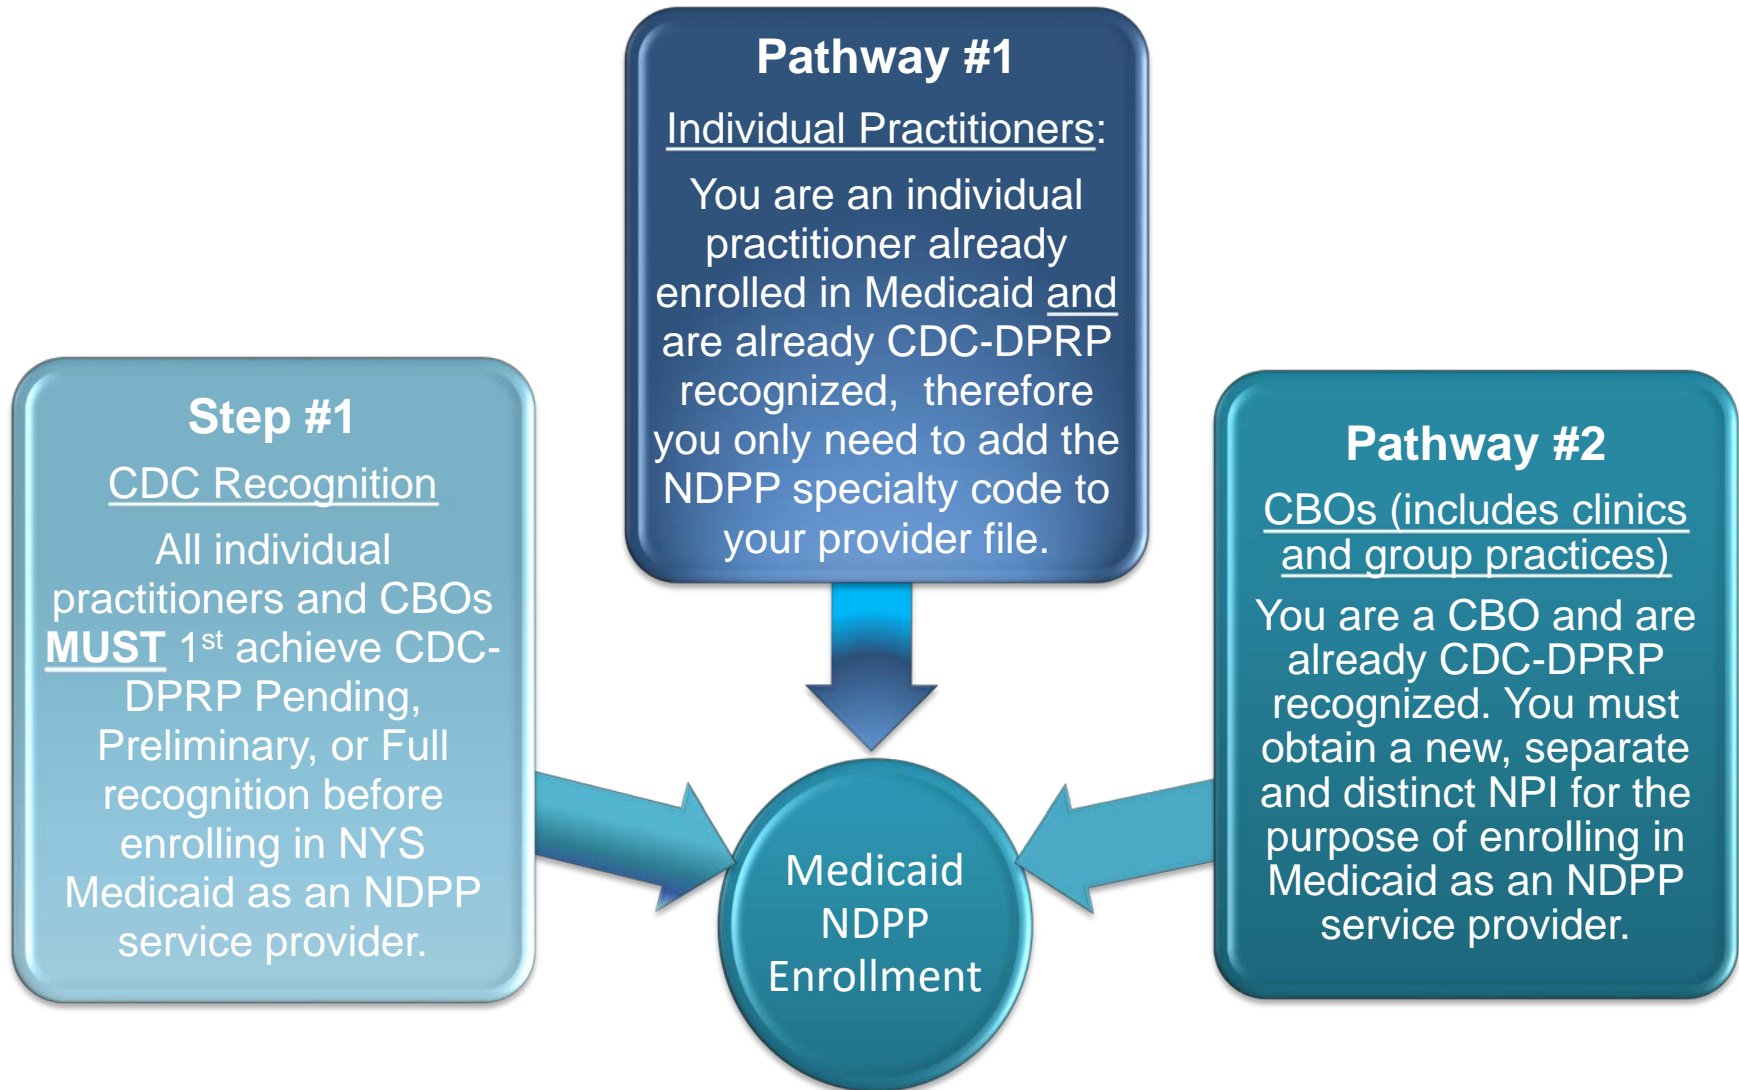 Pathway #1
Individual Practitioners:
You are an individual
practitioner already
enrolled in Medicaid and
are already CDC-DPRP
recognized, therefore
you only need to add the
NDPP specialty code to
your provider file.
Step #1
CDC Recognition
All individual
practitioners and CBOs
MUST 1st achieve CDC-
DPRP Pending,
Preliminary, or Full
recognition before
enrolling in NYS
Medicaid as an NDPP
service provider.
Pathway #2
CBOs (includes clinics
and group practices)
You are a CBO and are
already CDC-DPRP
recognized. You must
obtain a new, separate
and distinct NPI for the
purpose of enrolling in
Medicaid as an NDPP
service provider.
Medicaid
NDPP
Enrollment